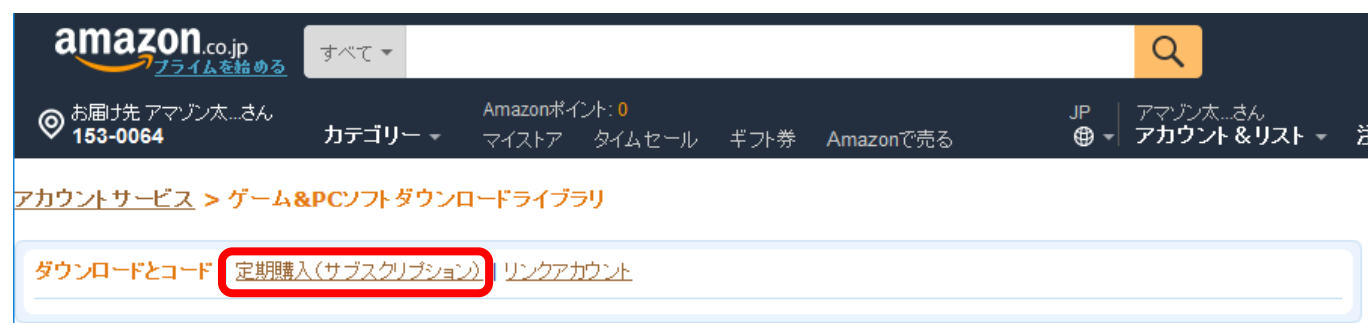 amazon.co.jp
プライムを始める
すべて
お届け先 アマゾン太...さん
153-0064
カテゴリー
Amazonポイント: 0
マイストア タイムセール ギフト券 Amazonで売る
JP
アマゾン太...さん
アカウント&リスト
アカウントサービス > ゲーム&PCソフトダウンロードライブラリ
ダウンロードとコード 定期購入(サブスクリプション) | リンクアカウント